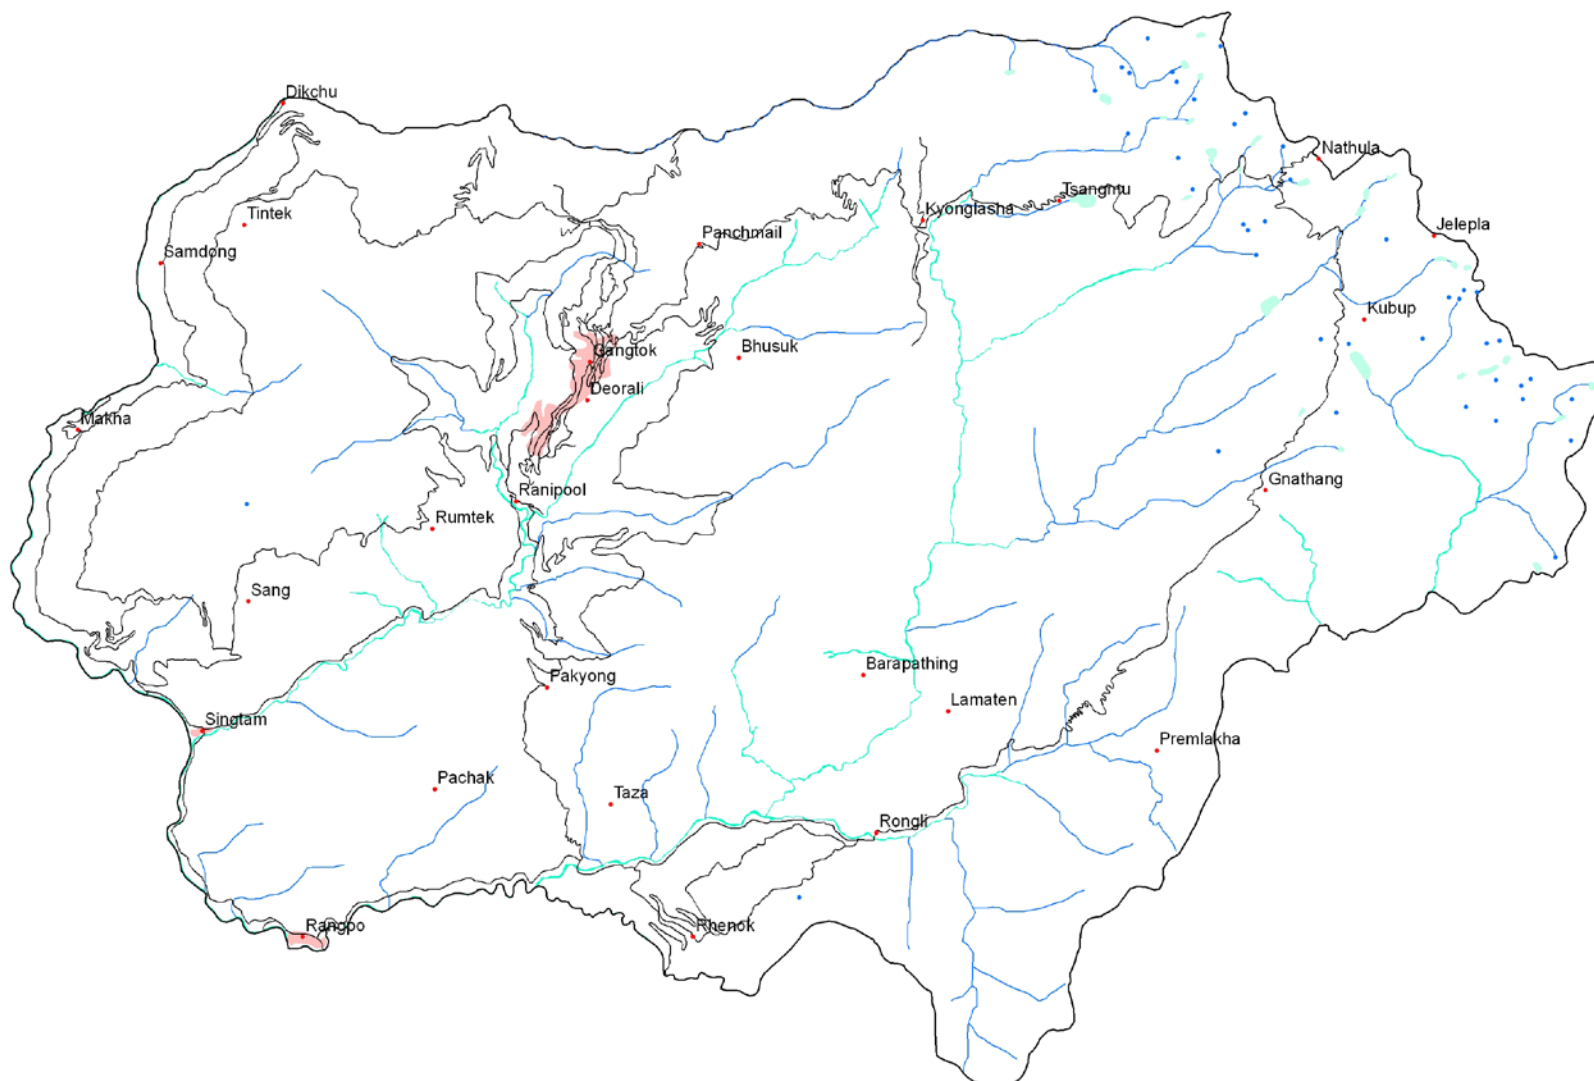 Dikchu
Nathula
Tsangmu
Tintek
Kyonglasha
Jelepla
Panchmail
Samdong
Kubup
Bhusuk
Gangtok
Deorali
Makha
Gnathang
Ranipool
Rumtek
Sang
Barapathing
Pakyong
Lamaten
Singtam
Premlakha
Pachak
Taza
Rongli
Rangpo
Rhenok